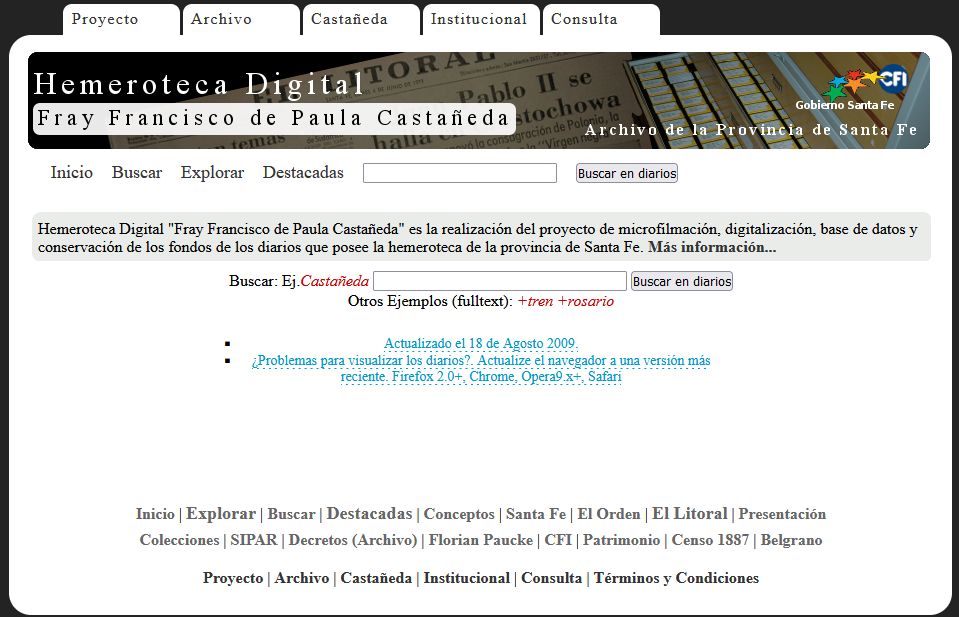 Proyecto Archivo Castañeda Institucional Consulta
Hemeroteca Digital
Fray Francisco de Paula Castañeda
LITORAL
Pablo II se
CFI
Gobierno Santa Fe
Archivo de la Provincia de Santa Fe
Inicio Buscar Explorar Destacadas Buscar en diarios
Hemeroteca Digital "Fray Francisco de Paula Castañeda" es la realización del proyecto de microfilmación, digitalización, base de datos y
conservación de los fondos de los diarios que posee la hemeroteca de la provincia de Santa Fe. Más información...
Buscar: Ej.Castañeda Buscar en diarios
Otros Ejemplos (fulltext): +tren +rosario
Actualizado el 18 de Agosto 2009.
¿Problemas para visualizar los diarios?. Actualize el navegador a una versión más
reciente. Firefox 2.0+, Chrome, Opera9.x+, Safari
Inicio | Explorar | Buscar | Destacadas | Conceptos | Santa Fe | El Orden | El Litoral | Presentación
Colecciones | SIPAR | Decretos (Archivo) | Florian Paucke | CFI | Patrimonio | Censo 1887 | Belgrano
Proyecto | Archivo | Castañeda | Institucional | Consulta | Términos y Condiciones